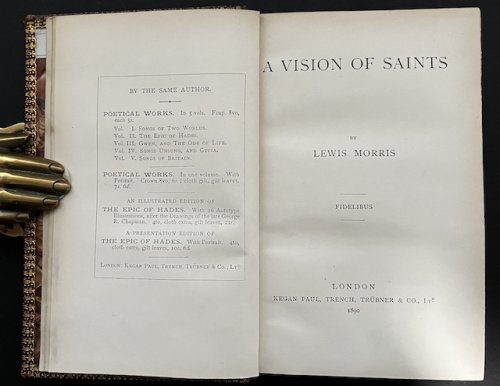 BY THE SAME AUTHOR.
POETICAL WORKS. In 5 vols. Fcap. 8vo,
each 5s.
Vol. I. Songs of Two Worlds.
Vol. II. The Epic of Hades.
Vol. III. Gwen, and The Ode of Life.
Vol. IV. Songs Unsung, and Gycia.
Vol. V. Songs of Britain.
POETICAL WORKS. In one volume. With
Portrait. Crown 8vo, cloth gilt, gilt leaves,
7s. 6d.
AN ILLUSTRATED EDITION OF
THE EPIC OF HADES. With 16 Autotype
Illustrations, after the Drawings of the late George
R. Chapman. 4to, cloth extra, gilt leaves, 21s.
A PRESENTATION EDITION OF
THE EPIC OF HADES. With Portrait. 4to,
cloth extra, gilt leaves, 10s. 6d.
London: Kegan Paul, Trench, Trübner & Co., Ltd
A VISION OF SAINTS
BY
LEWIS MORRIS
FIDELIBUS
LONDON
KEGAN PAUL, TRENCH, TRÜBNER & CO., Ltd
1890